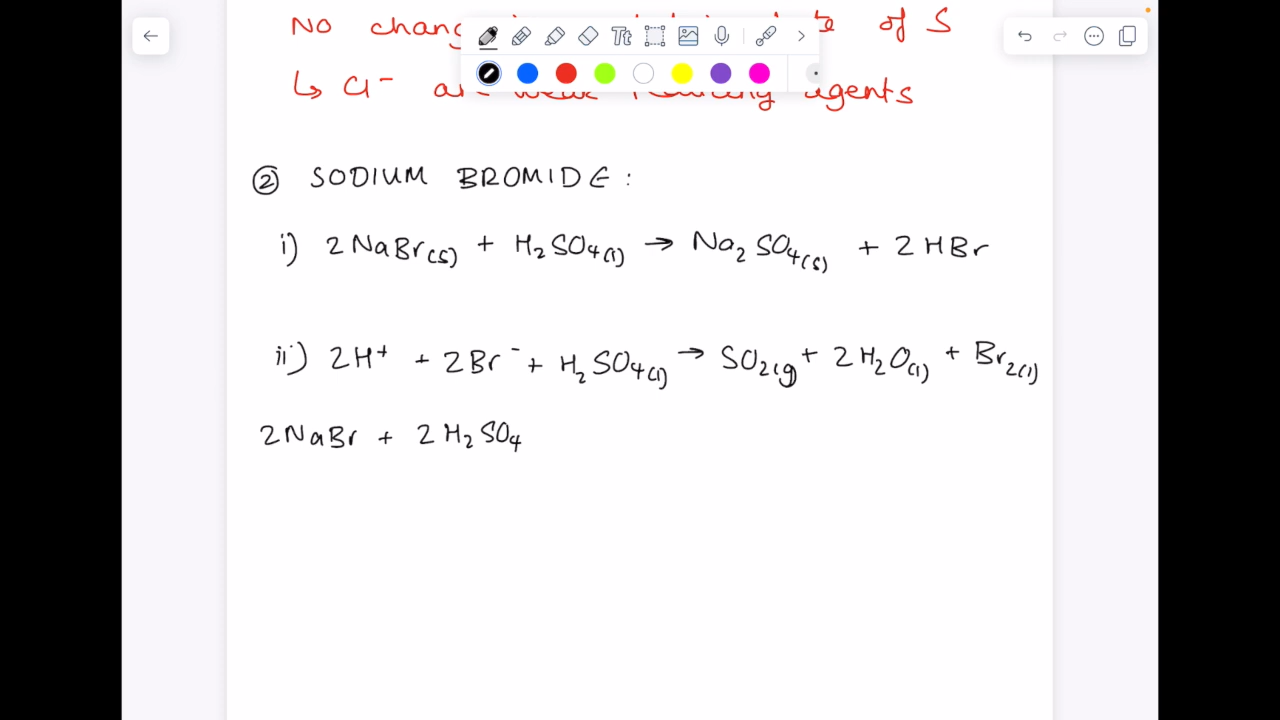 No of S
↳ Cl⁻ agents
② SODIUM BROMIDE :
i) 2NaBr(s) + H₂SO₄(l) → Na₂SO₄(s) + 2HBr
ii) 2H⁺ + 2Br⁻ + H₂SO₄(l) → SO₂(g) + 2H₂O(l) + Br₂(l)
2NaBr + 2H₂SO₄